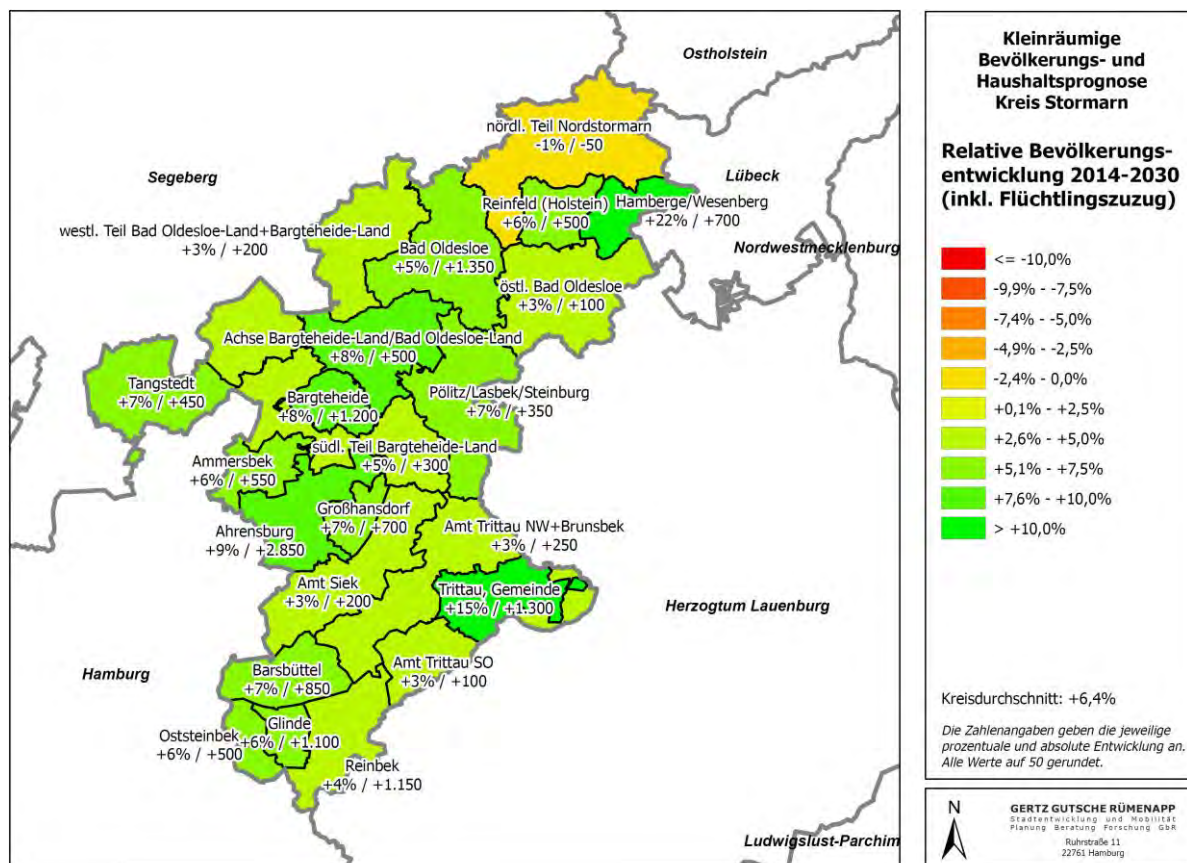 Ostholstein
nördl. Teil Nordstormarn
-1% / -50
Segeberg
Lübeck
Reinfeld (Holstein)
+6% / +500
Hamberge/Wesenberg
+22% / +700
westl. Teil Bad Oldesloe-Land+Bargteheide-Land
+3% / +200
Nordwestmecklenburg
Bad Oldesloe
+5% / +1.350
östl. Bad Oldesloe
+3% / +100
Achse Bargteheide-Land/Bad Oldesloe-Land
+8% / +500
Tangstedt
+7% / +450
Bargteheide
+8% / +1.200
Pölitz/Lasbek/Steinburg
+7% / +350
südl. Teil Bargteheide-Land
+5% / +300
Ammersbek
+6% / +550
Großhansdorf
+7% / +700
Ahrensburg
+9% / +2.850
Amt Trittau NW+Brunsbek
+3% / +250
Amt Siek
+3% / +200
Trittau, Gemeinde
+15% / +1.300
Herzogtum Lauenburg
Hamburg
Barsbüttel
+7% / +850
Amt Trittau SO
+3% / +100
Glinde
+6% / +1.100
Oststeinbek
+6% / +500
Reinbek
+4% / +1.150
Ludwigslust-Parchim
Kleinräumige
Bevölkerungs- und
Haushaltsprognose
Kreis Stormarn
Relative Bevölkerungs-
entwicklung 2014-2030
(inkl. Flüchtlingszuzug)
<= -10,0%
-9,9% - -7,5%
-7,4% - -5,0%
-4,9% - -2,5%
-2,4% - 0,0%
+0,1% - +2,5%
+2,6% - +5,0%
+5,1% - +7,5%
+7,6% - +10,0%
> +10,0%
Kreisdurchschnitt: +6,4%
Die Zahlenangaben geben die jeweilige
prozentuale und absolute Entwicklung an.
Alle Werte auf 50 gerundet.
N
GERTZ GUTSCHE RÜMENAPP
Stadtentwicklung und Mobilität
Planung Beratung Forschung GbR
Ruhrstraße 11
22761 Hamburg